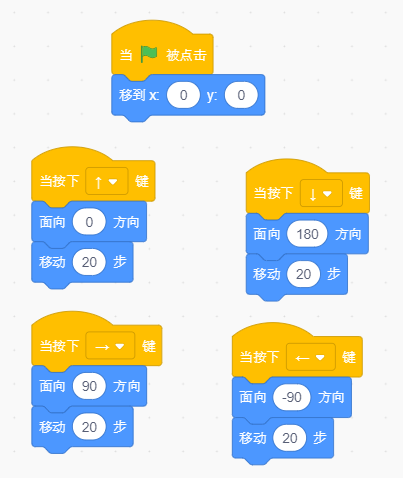 当 被点击
移到 x: 0 y: 0
当按下 ↑ 键
面向 0 方向
移动 20 步
当按下 ↓ 键
面向 180 方向
移动 20 步
当按下 → 键
面向 90 方向
移动 20 步
当按下 ← 键
面向 -90 方向
移动 20 步